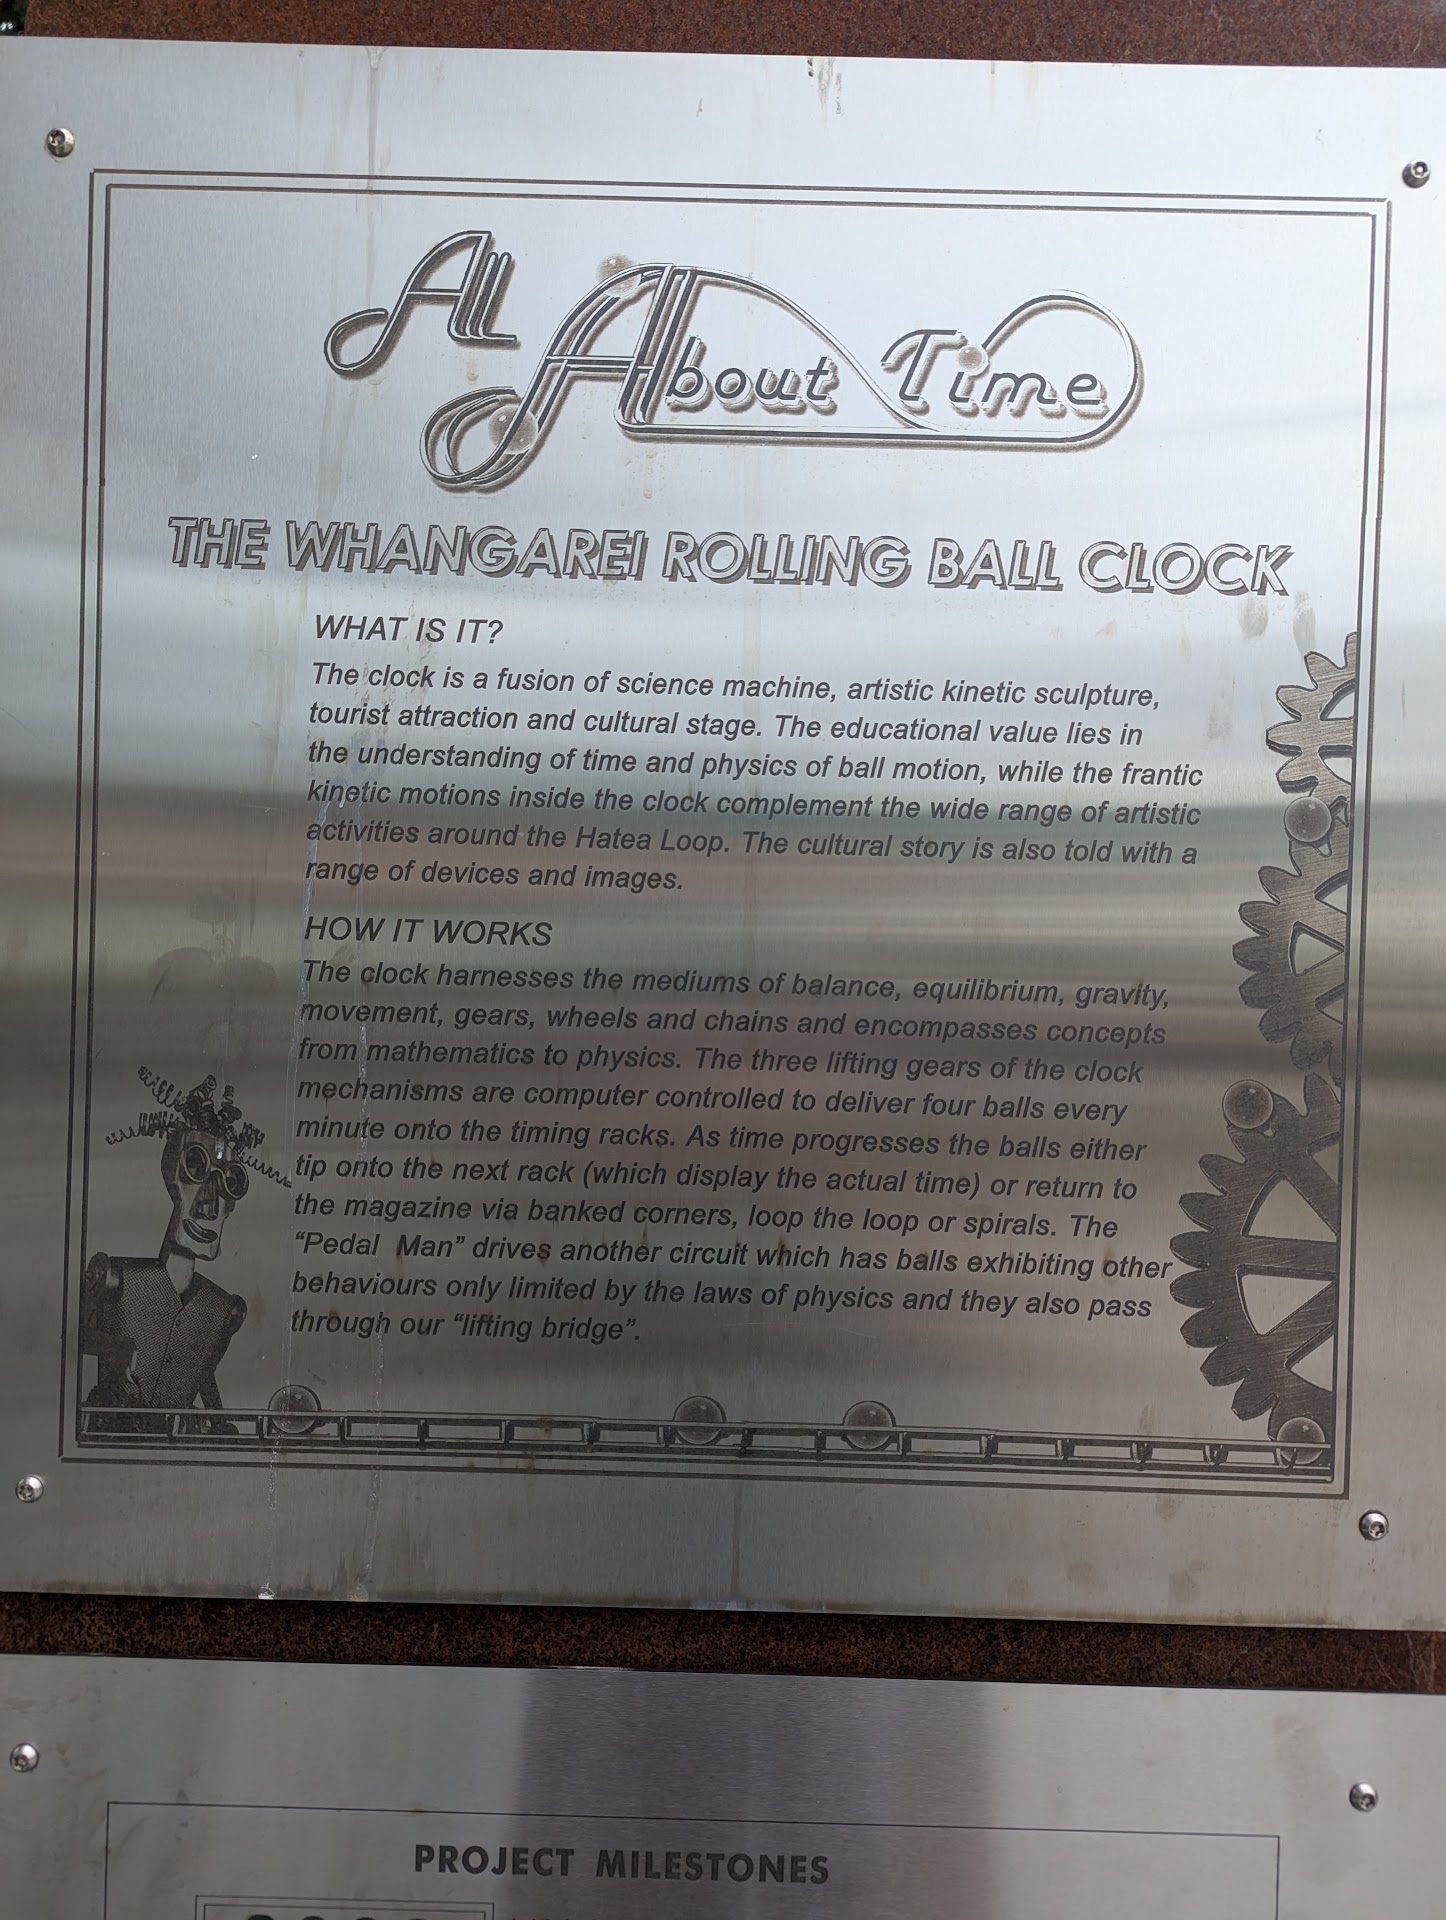 All About Time
THE WHANGAREI ROLLING BALL CLOCK
WHAT IS IT?
The clock is a fusion of science machine, artistic kinetic sculpture,
tourist attraction and cultural stage. The educational value lies in
the understanding of time and physics of ball motion, while the frantic
kinetic motions inside the clock complement the wide range of artistic
activities around the Hatea Loop. The cultural story is also told with a
range of devices and images.
HOW IT WORKS
The clock harnesses the mediums of balance, equilibrium, gravity,
movement, gears, wheels and chains and encompasses concepts
from mathematics to physics. The three lifting gears of the clock
mechanisms are computer controlled to deliver four balls every
minute onto the timing racks. As time progresses the balls either
tip onto the next rack (which display the actual time) or return to
the magazine via banked corners, loop the loop or spirals. The
“Pedal Man” drives another circuit which has balls exhibiting other
behaviours only limited by the laws of physics and they also pass
through our “lifting bridge”.
PROJECT MILESTONES